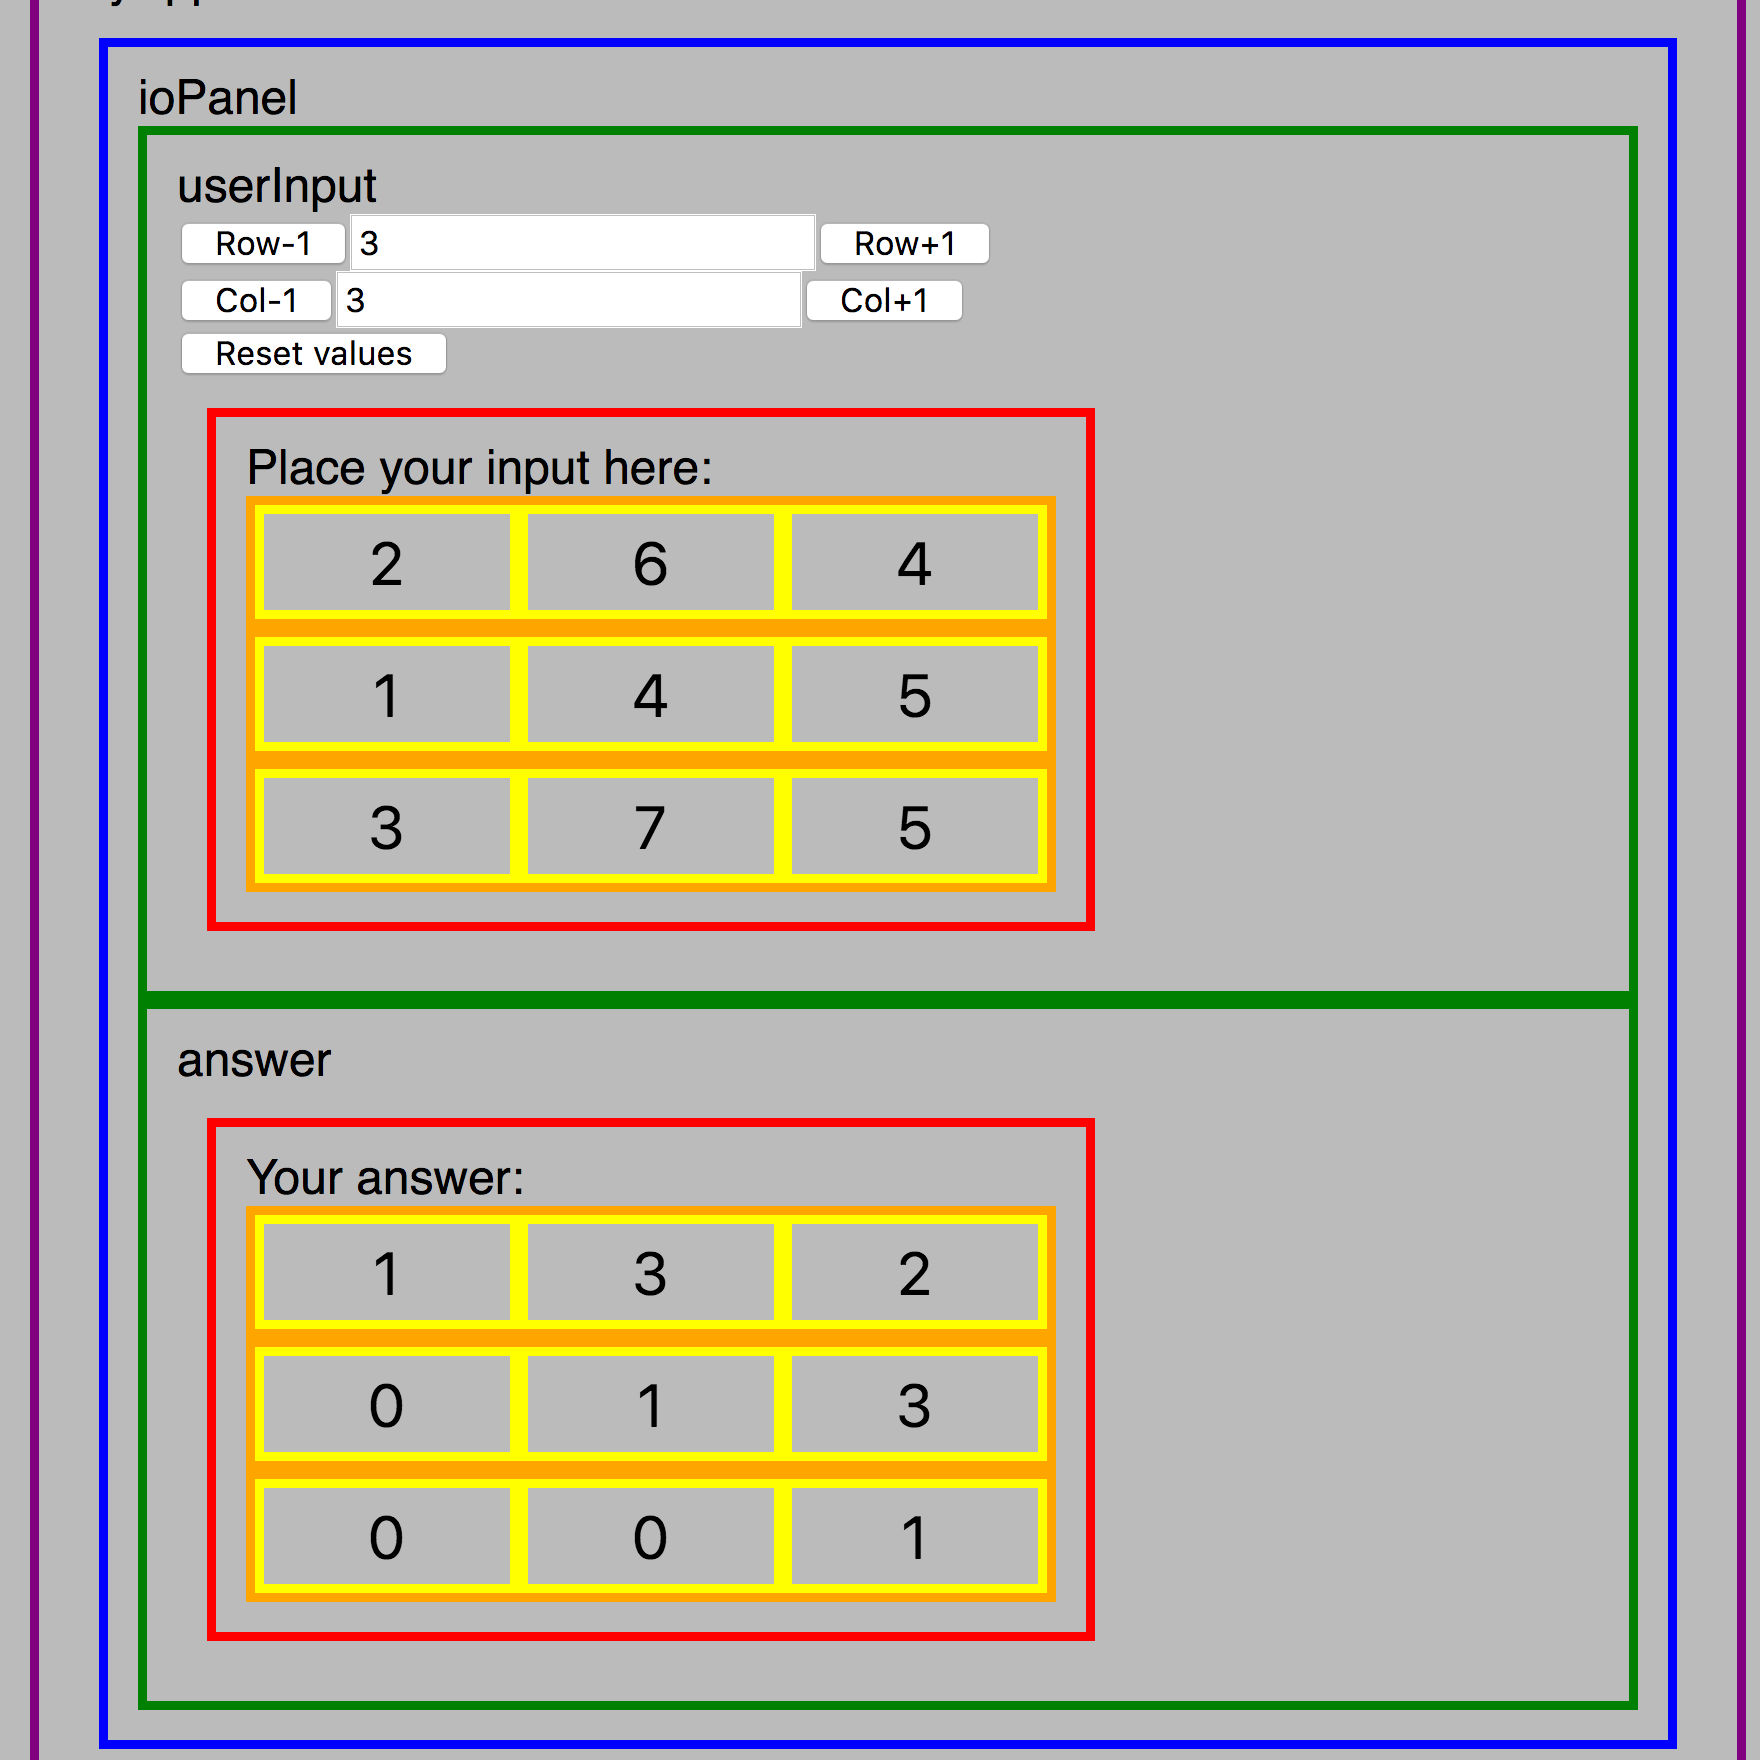 ioPanel
userInput
Row-1 3 Row+1
Col-1 3 Col+1
Reset values
Place your input here:
2 6 4
1 4 5
3 7 5
answer
Your answer:
1 3 2
0 1 3
0 0 1